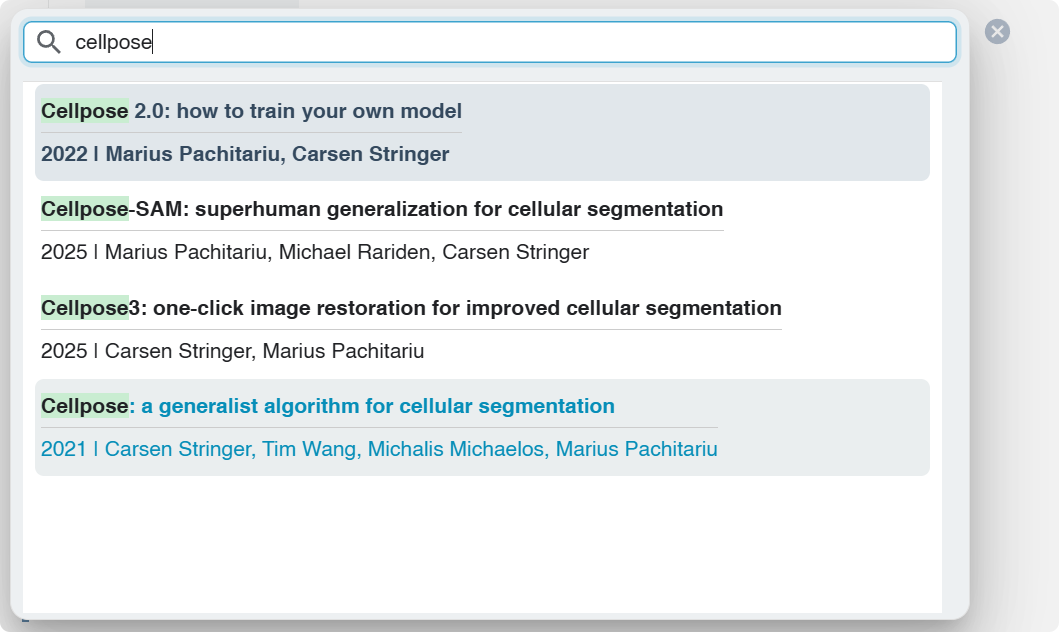 cellpose
Cellpose 2.0: how to train your own model
2022 | Marius Pachitariu, Carsen Stringer
Cellpose-SAM: superhuman generalization for cellular segmentation
2025 | Marius Pachitariu, Michael Rariden, Carsen Stringer
Cellpose3: one-click image restoration for improved cellular segmentation
2025 | Carsen Stringer, Marius Pachitariu
Cellpose: a generalist algorithm for cellular segmentation
2021 | Carsen Stringer, Tim Wang, Michalis Michaelos, Marius Pachitariu